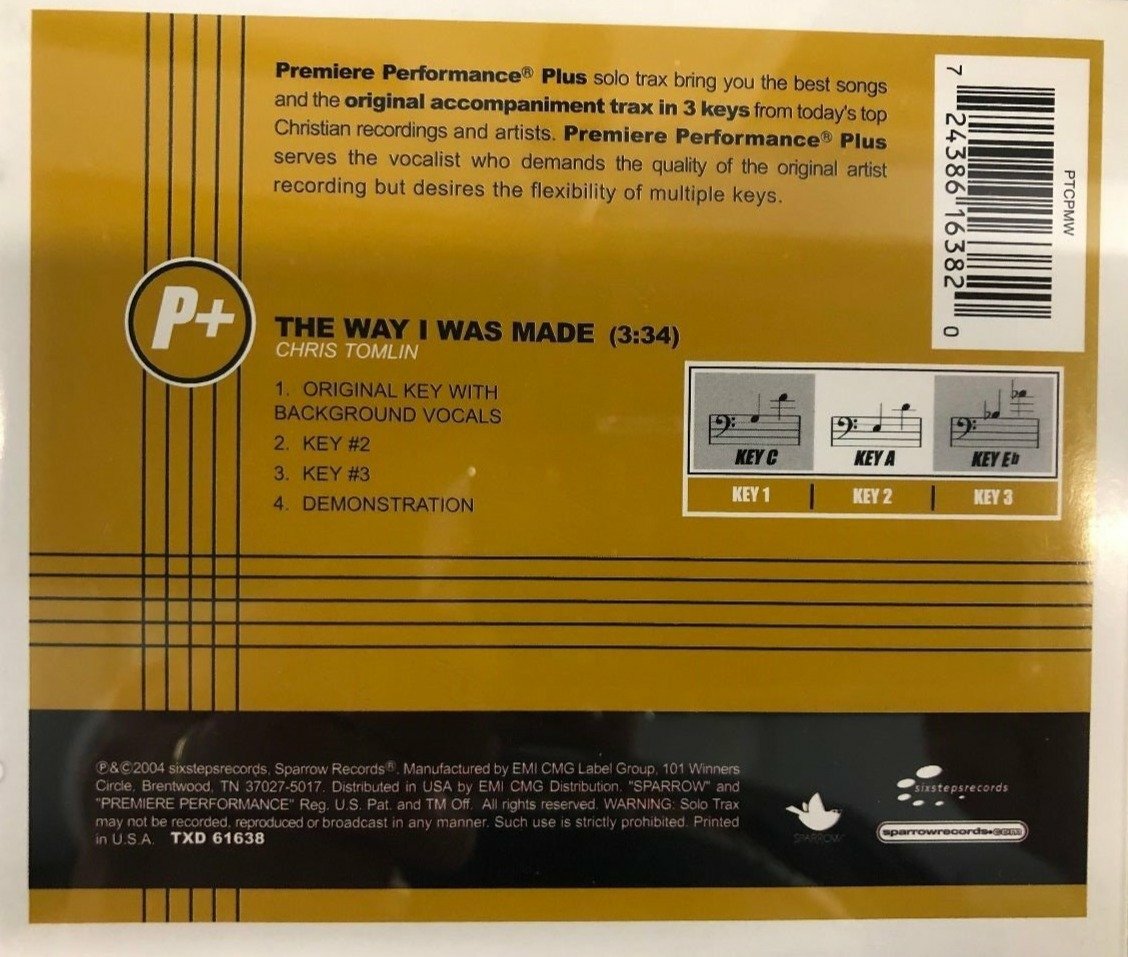 Premiere Performance® Plus solo trax bring you the best songs
and the original accompaniment trax in 3 keys from today's top
Christian recordings and artists. Premiere Performance® Plus
serves the vocalist who demands the quality of the original artist
recording but desires the flexibility of multiple keys.
7 24386 16382 0
PTCPMW
P+
THE WAY I WAS MADE (3:34)
CHRIS TOMLIN
1. ORIGINAL KEY WITH
BACKGROUND VOCALS
2. KEY #2
3. KEY #3
4. DEMONSTRATION
KEY C KEY A KEY E♭
KEY 1 KEY 2 KEY 3
℗&©2004 sixstepsrecords, Sparrow Records®. Manufactured by EMI CMG Label Group, 101 Winners
Circle, Brentwood, TN 37027-5017. Distributed in USA by EMI CMG Distribution. "SPARROW" and
"PREMIERE PERFORMANCE" Reg. U.S. Pat. and TM Off. All rights reserved. WARNING: Solo Trax
may not be recorded, reproduced or broadcast in any manner. Such use is strictly prohibited. Printed
in U.S.A. TXD 61638
SPARROW
sixstepsrecords
sparrowrecords.com